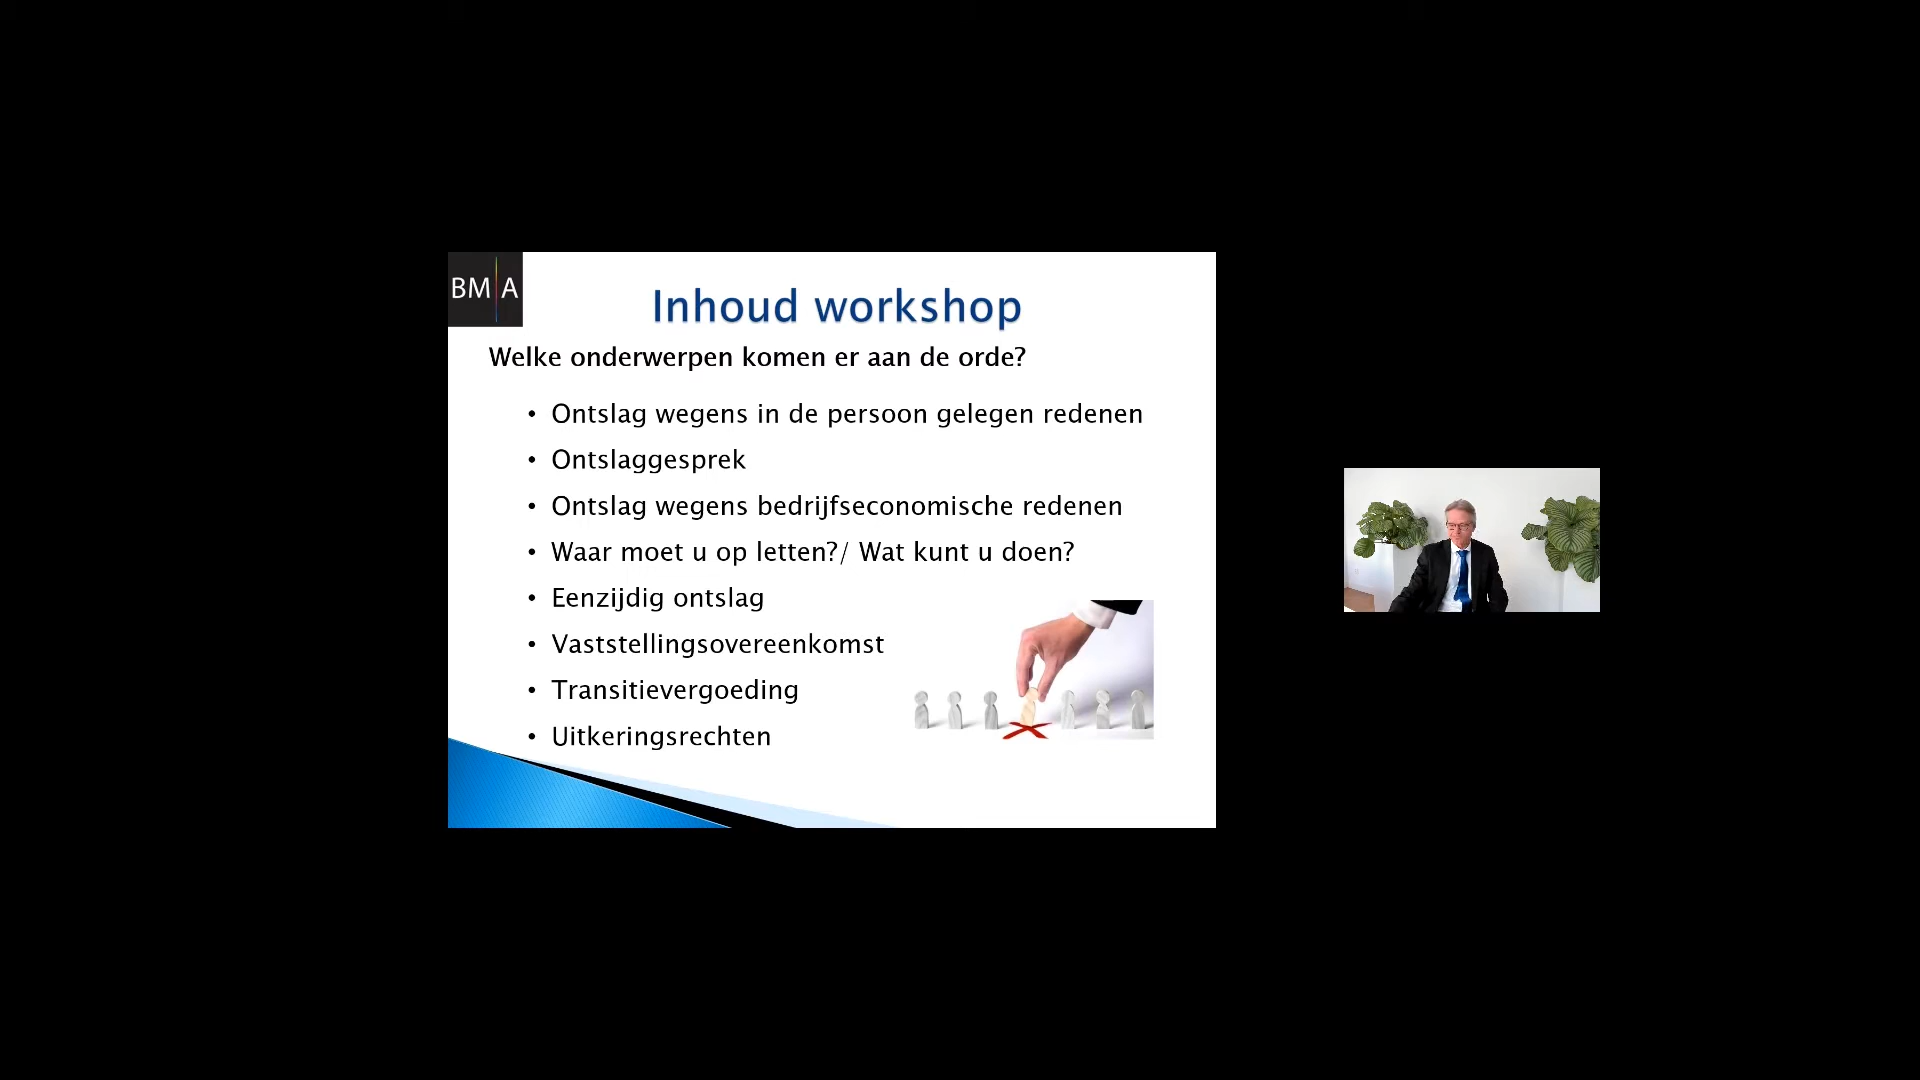 BM|A
Inhoud workshop
Welke onderwerpen komen er aan de orde?
• Ontslag wegens in de persoon gelegen redenen
• Ontslaggesprek
• Ontslag wegens bedrijfseconomische redenen
• Waar moet u op letten?/ Wat kunt u doen?
• Eenzijdig ontslag
• Vaststellingsovereenkomst
• Transitievergoeding
• Uitkeringsrechten